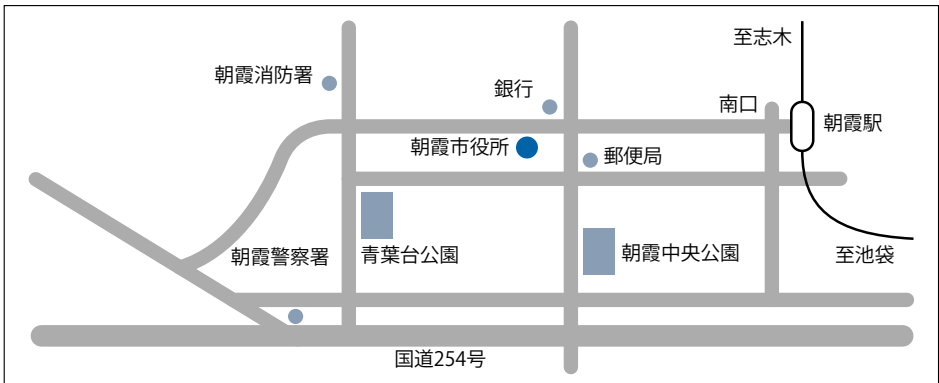 至志木
朝霞消防署
銀行
南口
朝霞駅
朝霞市役所
郵便局
朝霞警察署
青葉台公園
朝霞中央公園
至池袋
国道254号